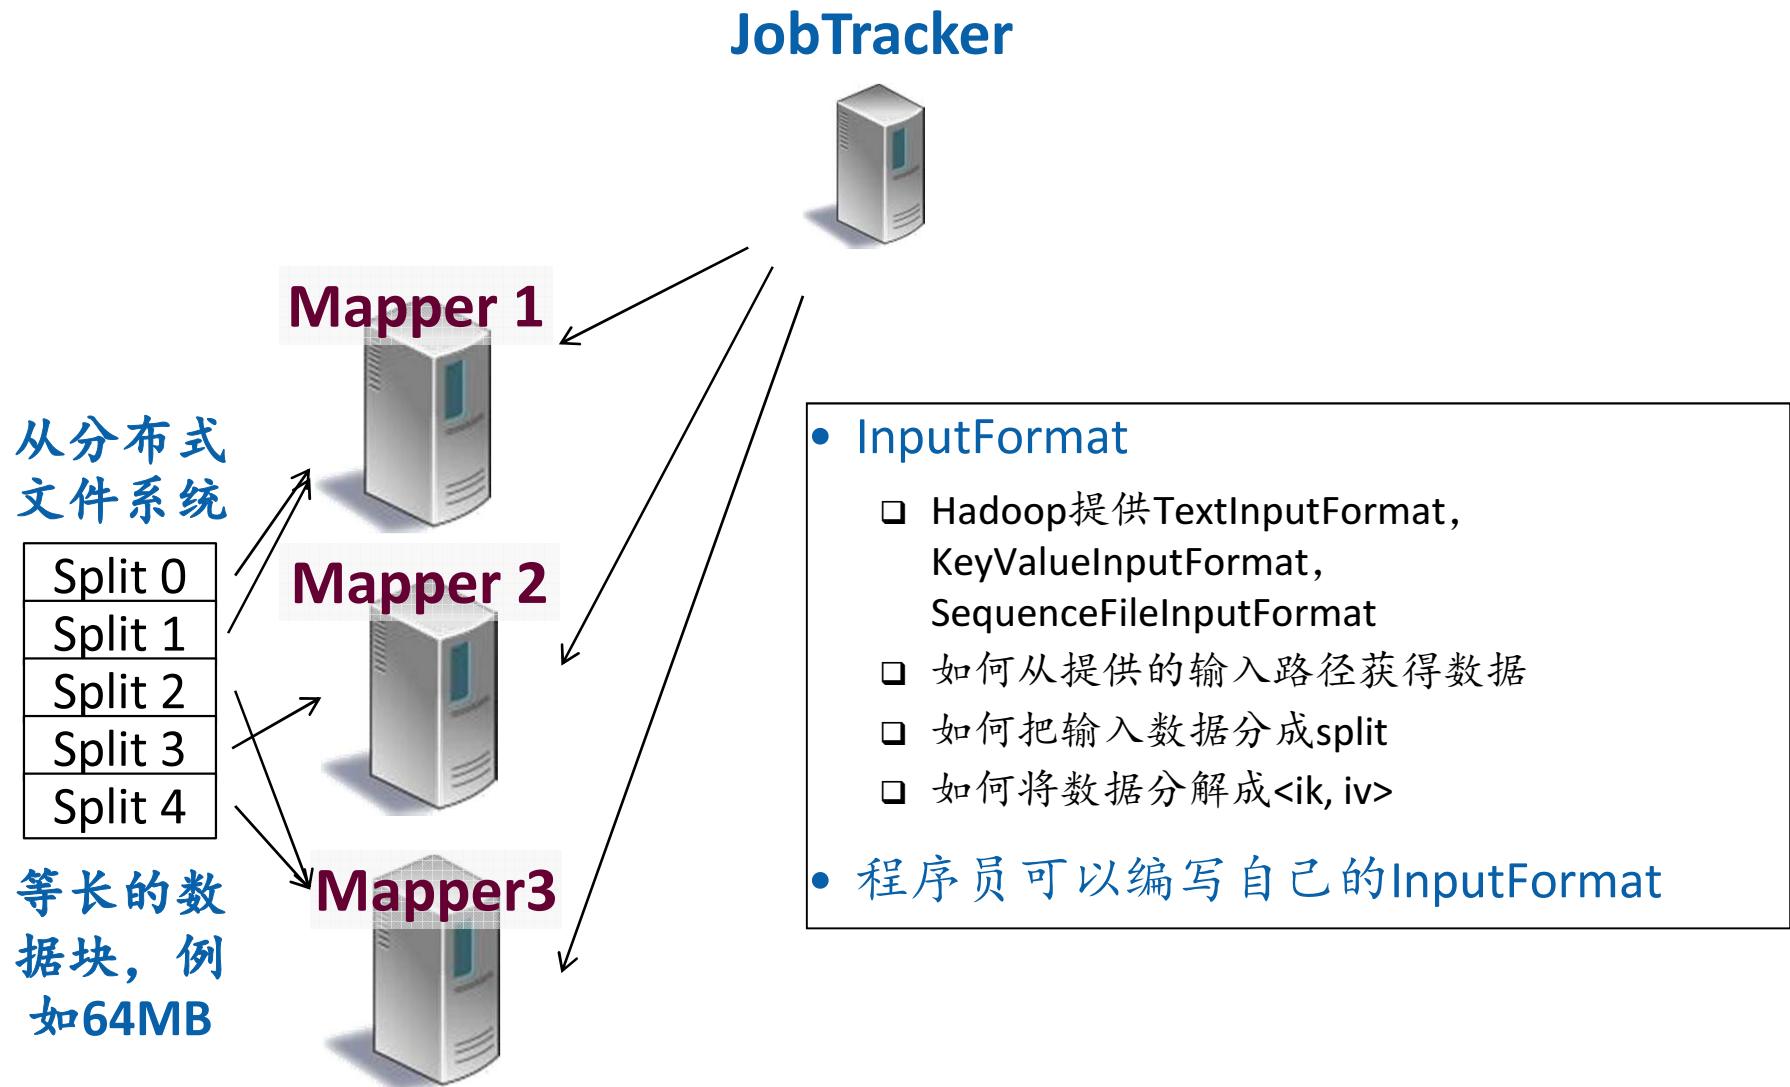 JobTracker
Mapper 1
从分布式
文件系统
Split 0
Split 1
Split 2
Split 3
Split 4
等长的数
据块，例
如64MB
Mapper 2
Mapper3
• InputFormat
❑ Hadoop提供TextInputFormat，
KeyValueInputFormat，
SequenceFileInputFormat
❑ 如何从提供的输入路径获得数据
❑ 如何把输入数据分成split
❑ 如何将数据分解成<ik, iv>
• 程序员可以编写自己的InputFormat